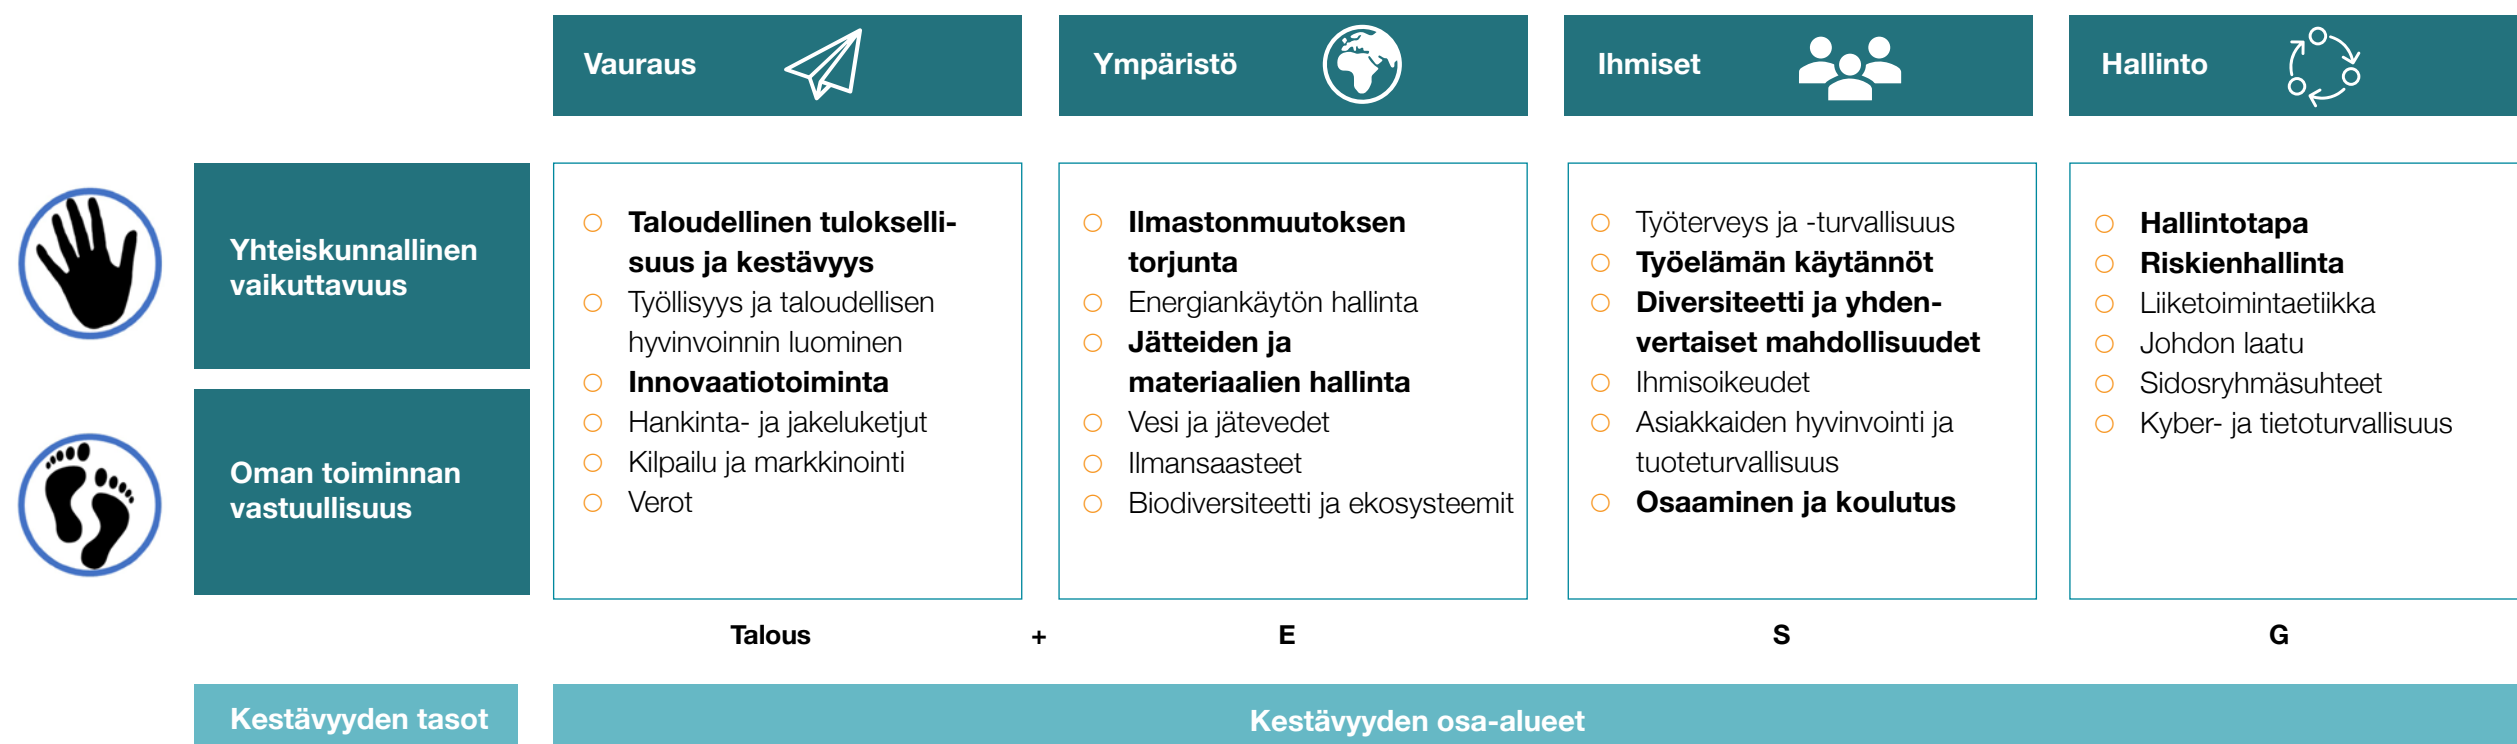 Vauraus
Ympäristö
Ihmiset
Hallinto
Yhteiskunnallinen
vaikuttavuus
Oman toiminnan
vastuullisuus
Taloudellinen tulokselli-
suus ja kestävyys
Työllisyys ja taloudellisen
hyvinvoinnin luominen
Innovaatiotoiminta
Hankinta- ja jakeluketjut
Kilpailu ja markkinointi
Verot
Ilmastonmuutoksen
torjunta
Energiankäytön hallinta
Jätteiden ja
materiaalien hallinta
Vesi ja jätevedet
Ilmansaasteet
Biodiversiteetti ja ekosysteemit
Työterveys ja -turvallisuus
Työelämän käytännöt
Diversiteetti ja yhden-
vertaiset mahdollisuudet
Ihmisoikeudet
Asiakkaiden hyvinvointi ja
tuoteturvallisuus
Osaaminen ja koulutus
Hallintotapa
Riskienhallinta
Liiketoimintaetiikka
Johdon laatu
Sidosryhmäsuhteet
Kyber- ja tietoturvallisuus
Talous + E S G
Kestävyyden tasot
Kestävyyden osa-alueet